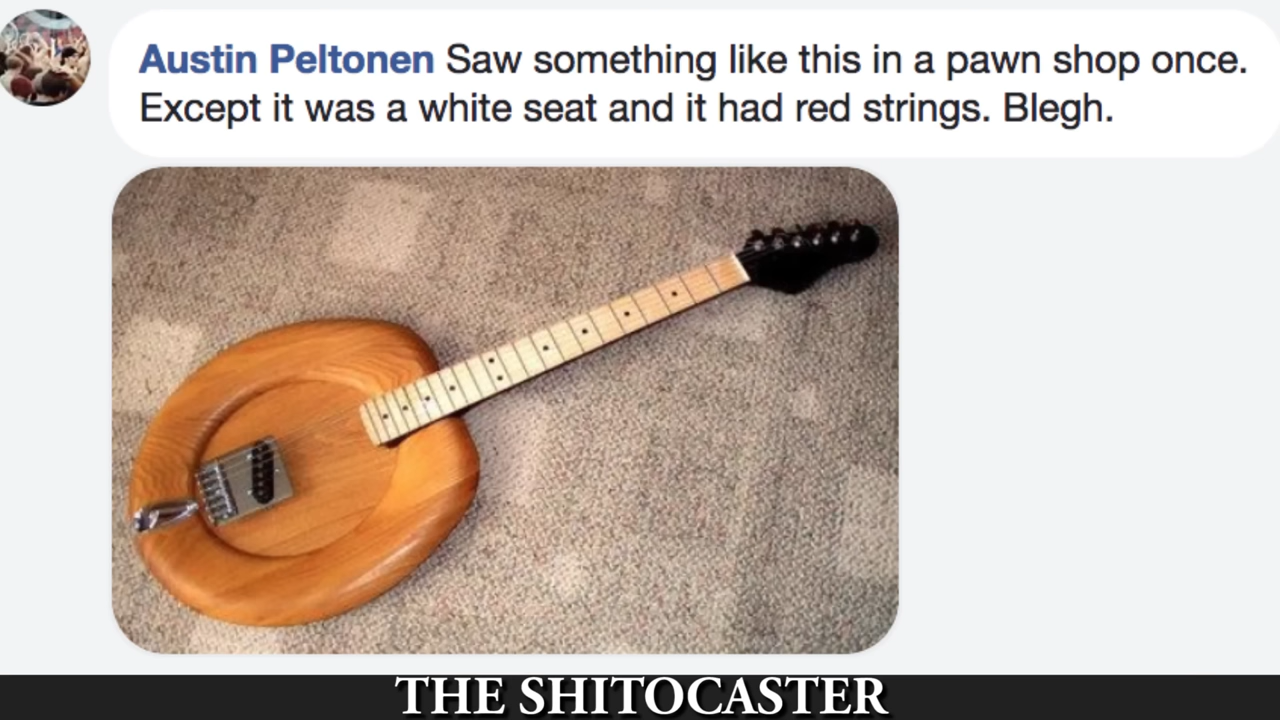 Austin Peltonen Saw something like this in a pawn shop once.
Except it was a white seat and it had red strings. Blegh.
THE SHITOCASTER